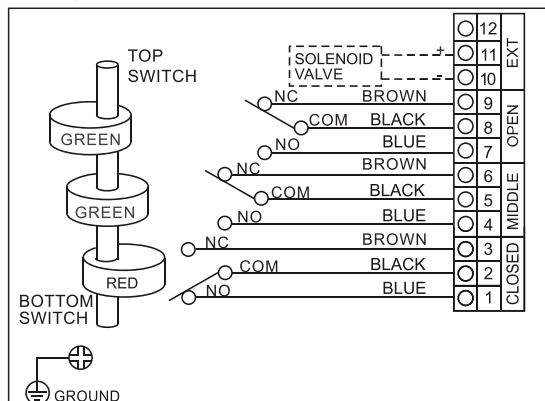 TOP
SWITCH
GREEN
GREEN
RED
BOTTOM
SWITCH
GROUND
SOLENOID
VALVE
+
-
NC BROWN
COM BLACK
NO BLUE
NC BROWN
COM BLACK
NO BLUE
NC BROWN
COM BLACK
NO BLUE
12
11
10
9
8
7
6
5
4
3
2
1
EXT
OPEN
MIDDLE
CLOSED